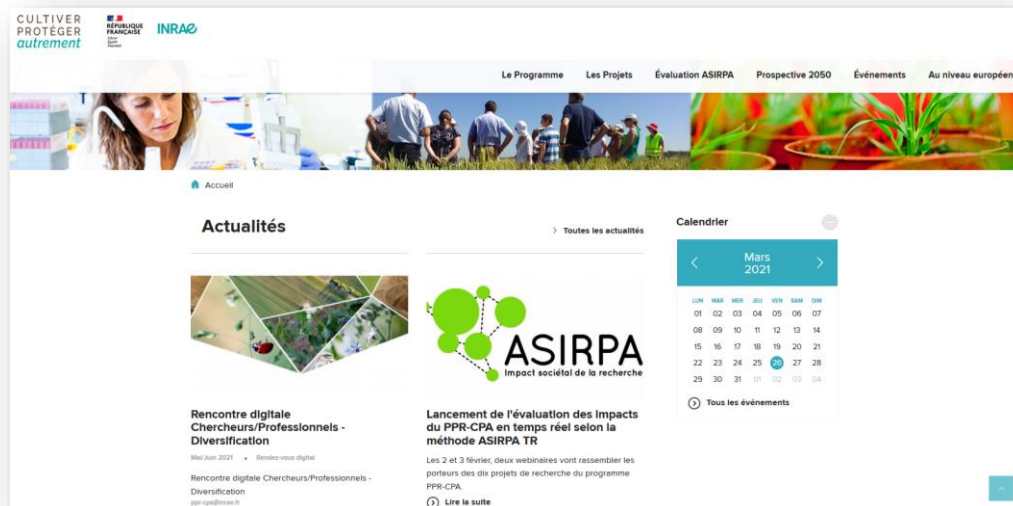 CULTIVER
PROTÉGER
autrement
RÉPUBLIQUE
FRANÇAISE
INRAE
Le Programme Les Projets Évaluation ASIRPA Prospective 2050 Événements Au niveau européen
Accueil
Actualités
Toutes les actualités
Calendrier
Mars
2021
LUN MAR MER JEU VEN SAM DIM
01 02 03 04 05 06 07
08 09 10 11 12 13 14
15 16 17 18 19 20 21
22 23 24 25 26 27 28
29 30 31 01 02 03 04
Tous les événements
ASIRPA
Impact sociétal de la recherche
Rencontre digitale
Chercheurs/Professionnels -
Diversification
Mai/Juin 2021 • Rendez-vous digital
Rencontre digitale Chercheurs/Professionnels -
Diversification
ppr-cpa@inrae.fr
Lancement de l'évaluation des impacts
du PPR-CPA en temps réel selon la
méthode ASIRPA TR
Les 2 et 3 février, deux webinaires vont rassembler les
porteurs des dix projets de recherche du programme
PPR-CPA.
Lire la suite